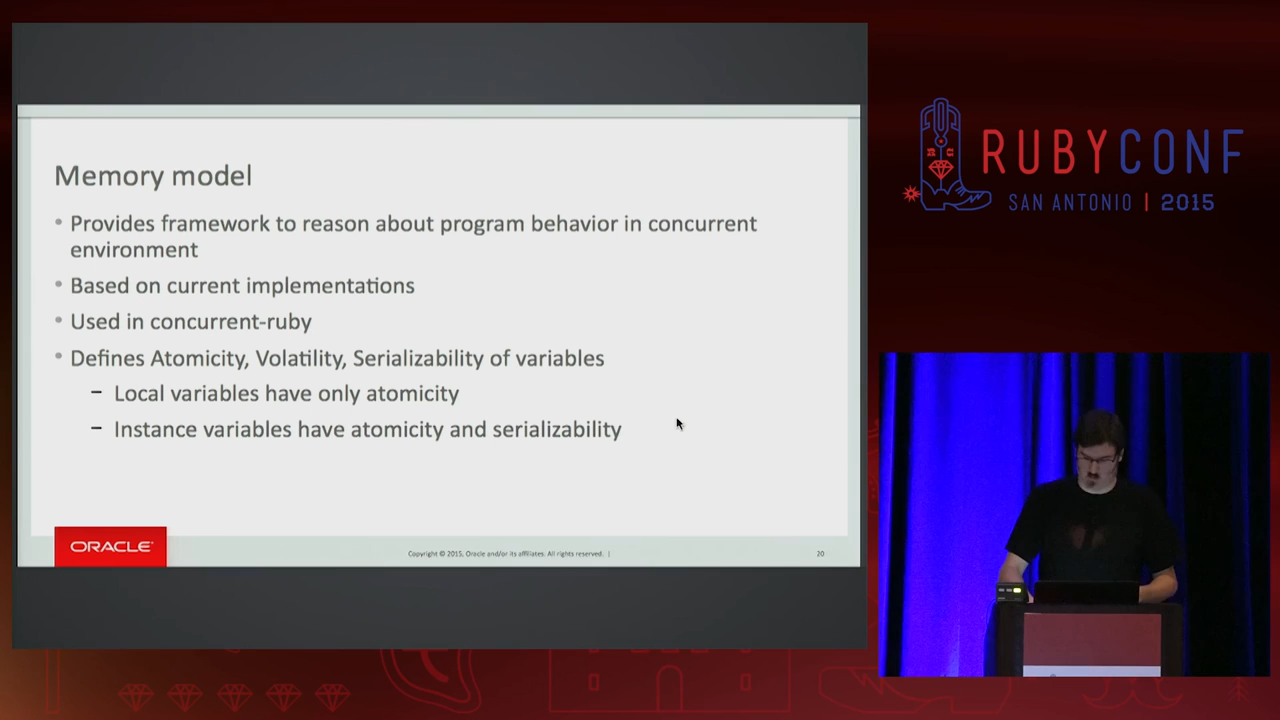 Memory model
• Provides framework to reason about program behavior in concurrent
environment
• Based on current implementations
• Used in concurrent-ruby
• Defines Atomicity, Volatility, Serializability of variables
– Local variables have only atomicity
– Instance variables have atomicity and serializability
ORACLE
Copyright © 2015, Oracle and/or its affiliates. All rights reserved. |
20
RUBYCONF
SAN ANTONIO | 2015